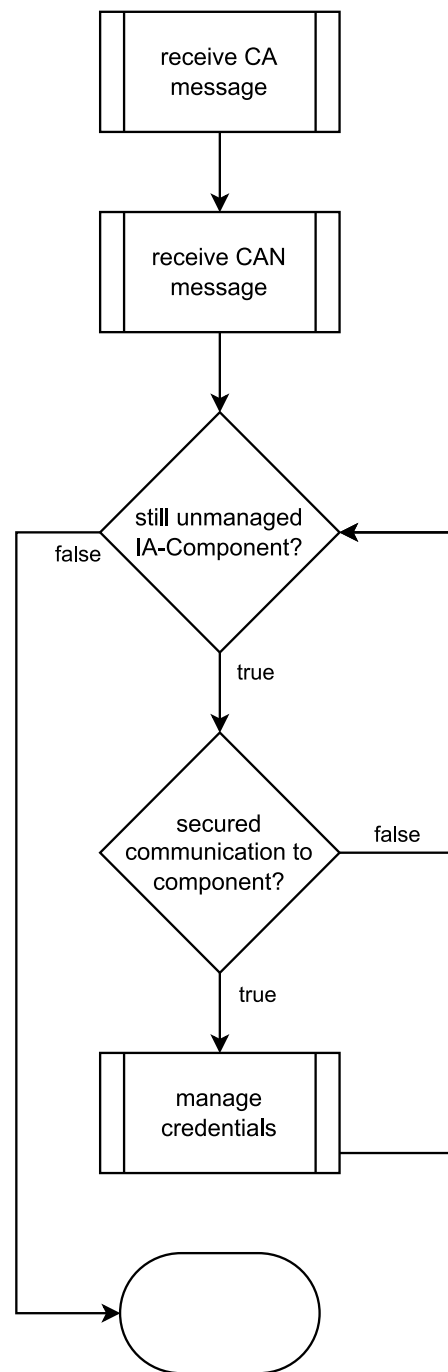 receive CA
message
receive CAN
message
still unmanaged
IA-Component?
false
true
secured
communication to
component?
false
true
manage
credentials